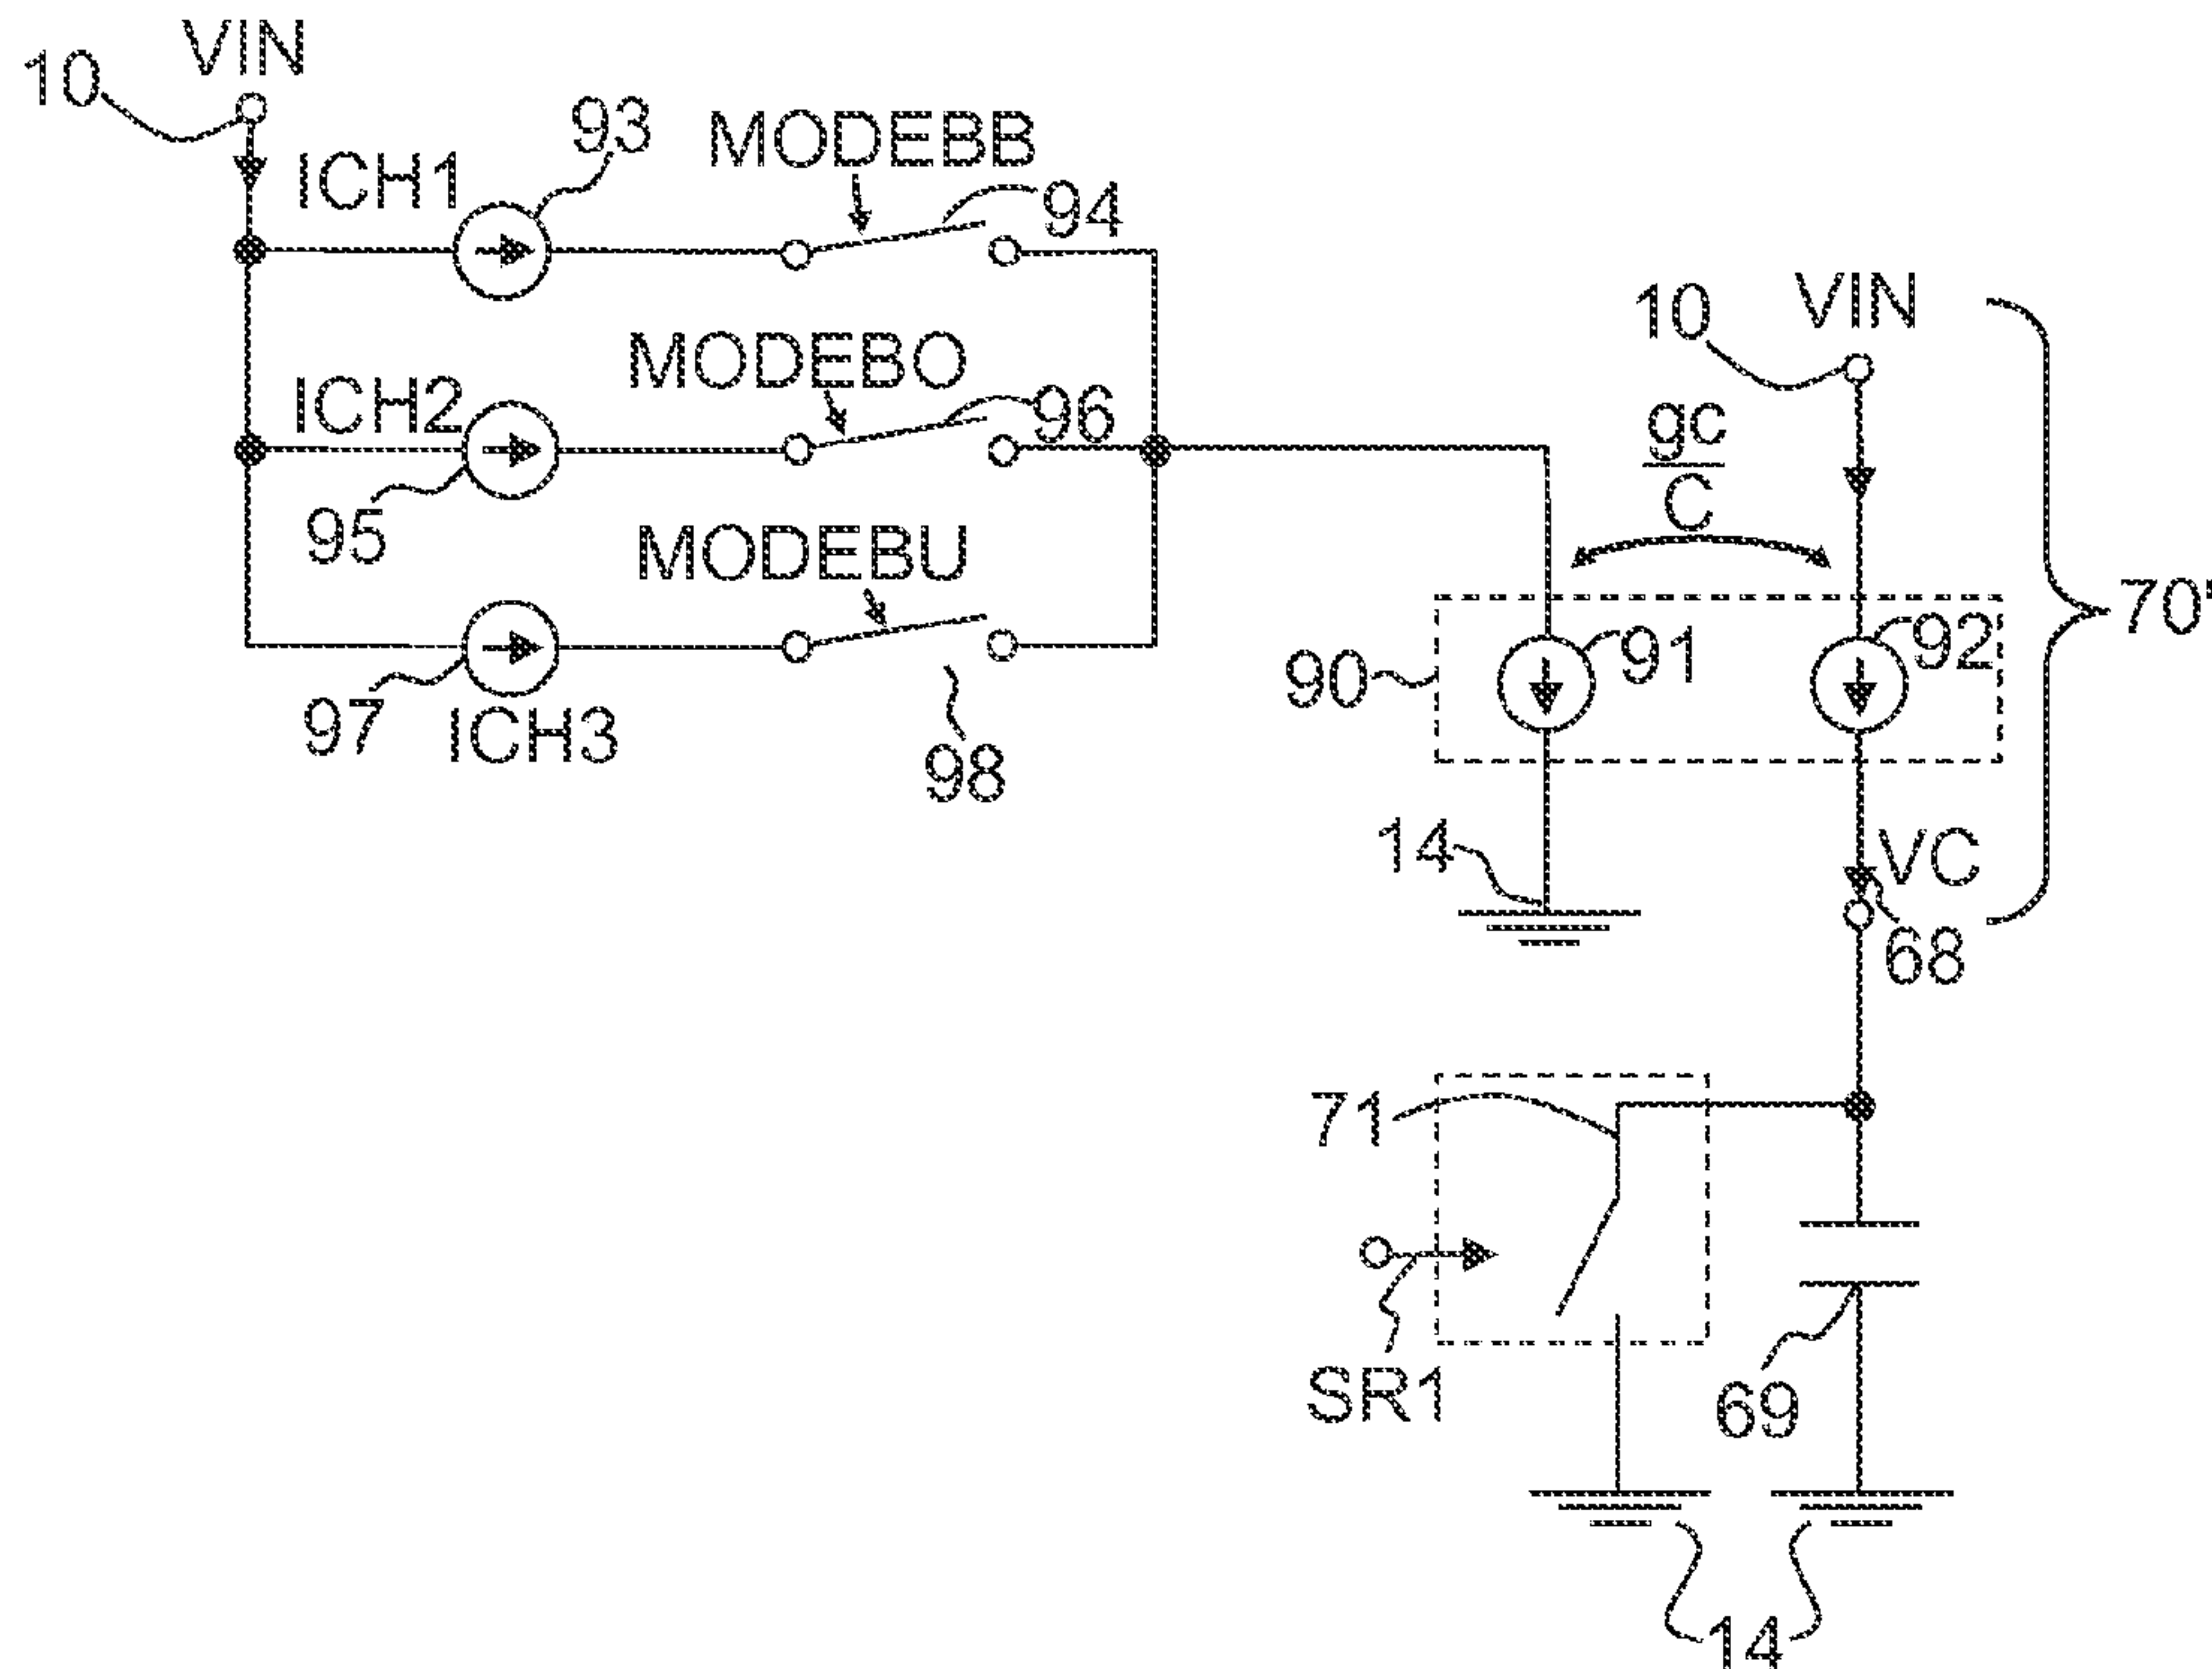 VIN
10
93
ICH1
MODEBB
94
VIN
10
MODEBO
ICH2
96
gc
C
95
MODEBU
91
92
70'
90
97
ICH3
98
14
VC
68
71
SR1
69
14